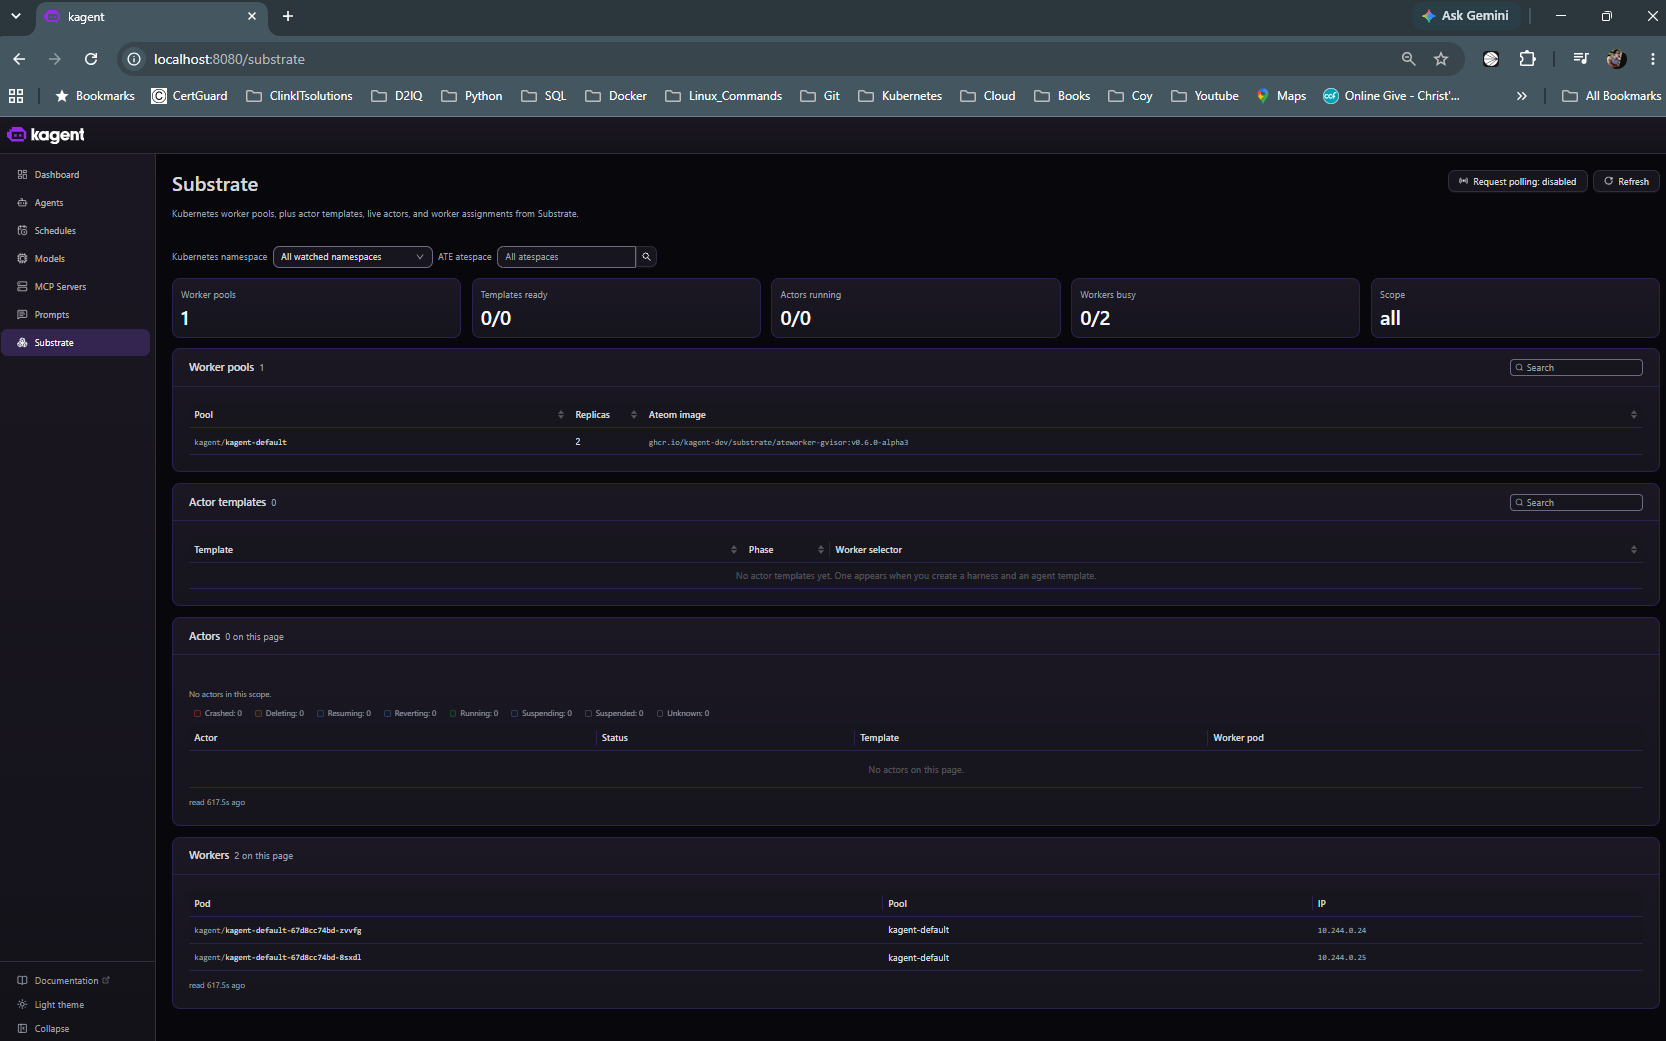 kagent
Ask Gemini
localhost:8080/substrate
Bookmarks
CertGuard
ClinkITsolutions
D2IQ
Python
SQL
Docker
Linux_Commands
Git
Kubernetes
Cloud
Books
Coy
Youtube
Maps
Online Give - Christ'...
All Bookmarks
kagent
Dashboard
Agents
Schedules
Models
MCP Servers
Prompts
Substrate
Documentation
Light theme
Collapse
Substrate
Request polling: disabled
Refresh
Kubernetes worker pools, plus actor templates, live actors, and worker assignments from Substrate.
Kubernetes namespace
All watched namespaces
ATE atespace
All atespaces
Worker pools
1
Templates ready
0/0
Actors running
0/0
Workers busy
0/2
Scope
all
Worker pools 1
Search
Pool Replicas Ateom image
kagent/kagent-default 2 ghcr.io/kagent-dev/substrate/ateworker-gvisor:v0.6.0-alpha3
Actor templates 0
Search
Template Phase Worker selector
No actor templates yet. One appears when you create a harness and an agent template.
Actors 0 on this page
No actors in this scope.
Crashed: 0 Deleting: 0 Resuming: 0 Reverting: 0 Running: 0 Suspending: 0 Suspended: 0 Unknown: 0
Actor Status Template Worker pod
No actors on this page.
read 617.5s ago
Workers 2 on this page
Pod Pool IP
kagent/kagent-default-67d8cc74bd-zvvfg kagent-default 10.244.0.24
kagent/kagent-default-67d8cc74bd-8sxdl kagent-default 10.244.0.25
read 617.5s ago